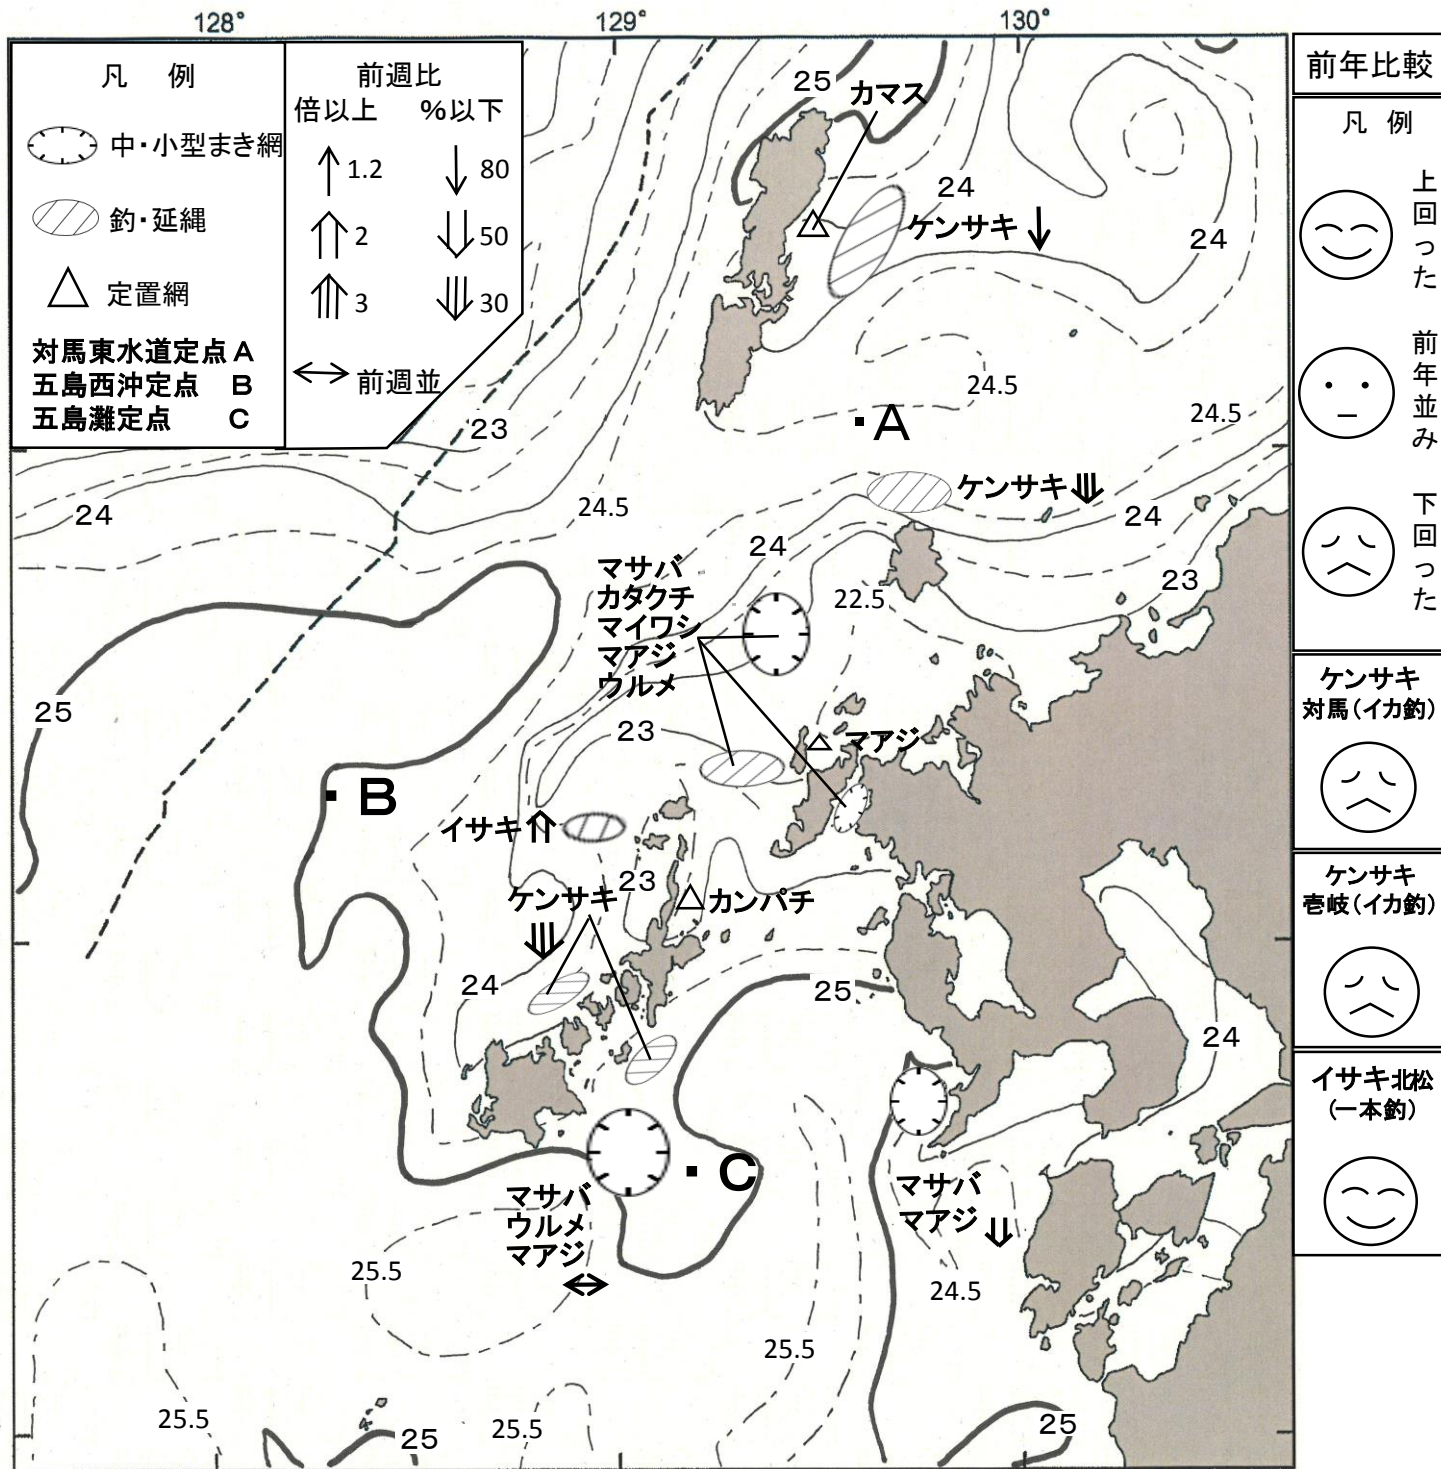 128°
129°
130°
凡 例
中・小型まき網
釣・延縄
定置網
対馬東水道定点 A
五島西沖定点 B
五島灘定点 C
前週比
倍以上 %以下
1.2 80
2 50
3 30
前週並
前年比較
凡 例
上回った
前年並み
下回った
ケンサキ
対馬(イカ釣)
ケンサキ
壱岐(イカ釣)
イサキ北松
(一本釣)
25
カマス
24
ケンサキ
24
24.5
24.5
A
23
24
24.5
ケンサキ
24
24
23
マサバ
カタクチ
マイワシ
マアジ
ウルメ
22.5
25
23
マアジ
B
イサキ
23
ケンサキ
カンパチ
24
25
24
C
マサバ
ウルメ
マアジ
マサバ
マアジ
25.5
24.5
25.5
25.5
25.5
25
25